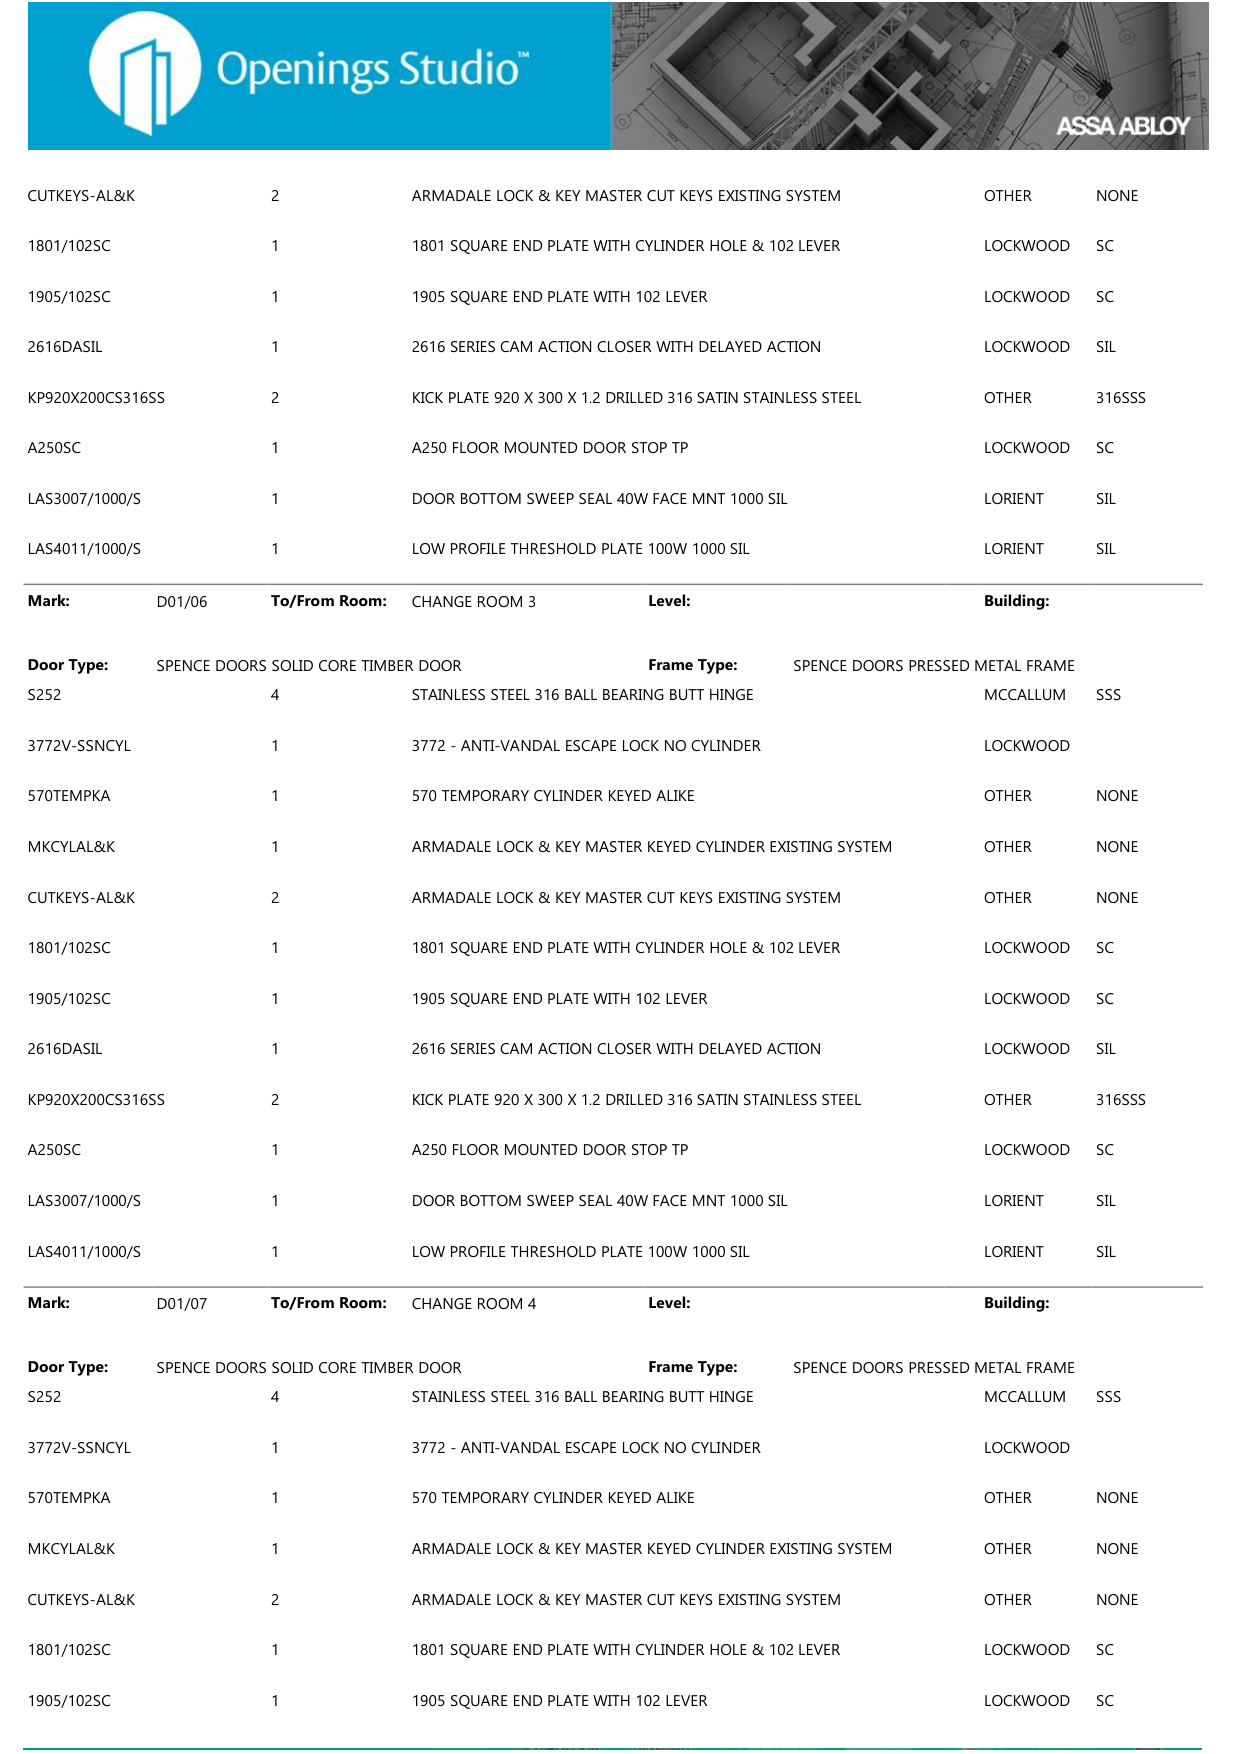 Openings Studio™
ASSA ABLOY
CUTKEYS-AL&K 2 ARMADALE LOCK & KEY MASTER CUT KEYS EXISTING SYSTEM OTHER NONE
1801/102SC 1 1801 SQUARE END PLATE WITH CYLINDER HOLE & 102 LEVER LOCKWOOD SC
1905/102SC 1 1905 SQUARE END PLATE WITH 102 LEVER LOCKWOOD SC
2616DASIL 1 2616 SERIES CAM ACTION CLOSER WITH DELAYED ACTION LOCKWOOD SIL
KP920X200CS316SS 2 KICK PLATE 920 X 300 X 1.2 DRILLED 316 SATIN STAINLESS STEEL OTHER 316SSS
A250SC 1 A250 FLOOR MOUNTED DOOR STOP TP LOCKWOOD SC
LAS3007/1000/S 1 DOOR BOTTOM SWEEP SEAL 40W FACE MNT 1000 SIL LORIENT SIL
LAS4011/1000/S 1 LOW PROFILE THRESHOLD PLATE 100W 1000 SIL LORIENT SIL
Mark: D01/06 To/From Room: CHANGE ROOM 3 Level: Building:
Door Type: SPENCE DOORS SOLID CORE TIMBER DOOR Frame Type: SPENCE DOORS PRESSED METAL FRAME
S252 4 STAINLESS STEEL 316 BALL BEARING BUTT HINGE MCCALLUM SSS
3772V-SSNCYL 1 3772 - ANTI-VANDAL ESCAPE LOCK NO CYLINDER LOCKWOOD
570TEMPKA 1 570 TEMPORARY CYLINDER KEYED ALIKE OTHER NONE
MKCYLAL&K 1 ARMADALE LOCK & KEY MASTER KEYED CYLINDER EXISTING SYSTEM OTHER NONE
CUTKEYS-AL&K 2 ARMADALE LOCK & KEY MASTER CUT KEYS EXISTING SYSTEM OTHER NONE
1801/102SC 1 1801 SQUARE END PLATE WITH CYLINDER HOLE & 102 LEVER LOCKWOOD SC
1905/102SC 1 1905 SQUARE END PLATE WITH 102 LEVER LOCKWOOD SC
2616DASIL 1 2616 SERIES CAM ACTION CLOSER WITH DELAYED ACTION LOCKWOOD SIL
KP920X200CS316SS 2 KICK PLATE 920 X 300 X 1.2 DRILLED 316 SATIN STAINLESS STEEL OTHER 316SSS
A250SC 1 A250 FLOOR MOUNTED DOOR STOP TP LOCKWOOD SC
LAS3007/1000/S 1 DOOR BOTTOM SWEEP SEAL 40W FACE MNT 1000 SIL LORIENT SIL
LAS4011/1000/S 1 LOW PROFILE THRESHOLD PLATE 100W 1000 SIL LORIENT SIL
Mark: D01/07 To/From Room: CHANGE ROOM 4 Level: Building:
Door Type: SPENCE DOORS SOLID CORE TIMBER DOOR Frame Type: SPENCE DOORS PRESSED METAL FRAME
S252 4 STAINLESS STEEL 316 BALL BEARING BUTT HINGE MCCALLUM SSS
3772V-SSNCYL 1 3772 - ANTI-VANDAL ESCAPE LOCK NO CYLINDER LOCKWOOD
570TEMPKA 1 570 TEMPORARY CYLINDER KEYED ALIKE OTHER NONE
MKCYLAL&K 1 ARMADALE LOCK & KEY MASTER KEYED CYLINDER EXISTING SYSTEM OTHER NONE
CUTKEYS-AL&K 2 ARMADALE LOCK & KEY MASTER CUT KEYS EXISTING SYSTEM OTHER NONE
1801/102SC 1 1801 SQUARE END PLATE WITH CYLINDER HOLE & 102 LEVER LOCKWOOD SC
1905/102SC 1 1905 SQUARE END PLATE WITH 102 LEVER LOCKWOOD SC